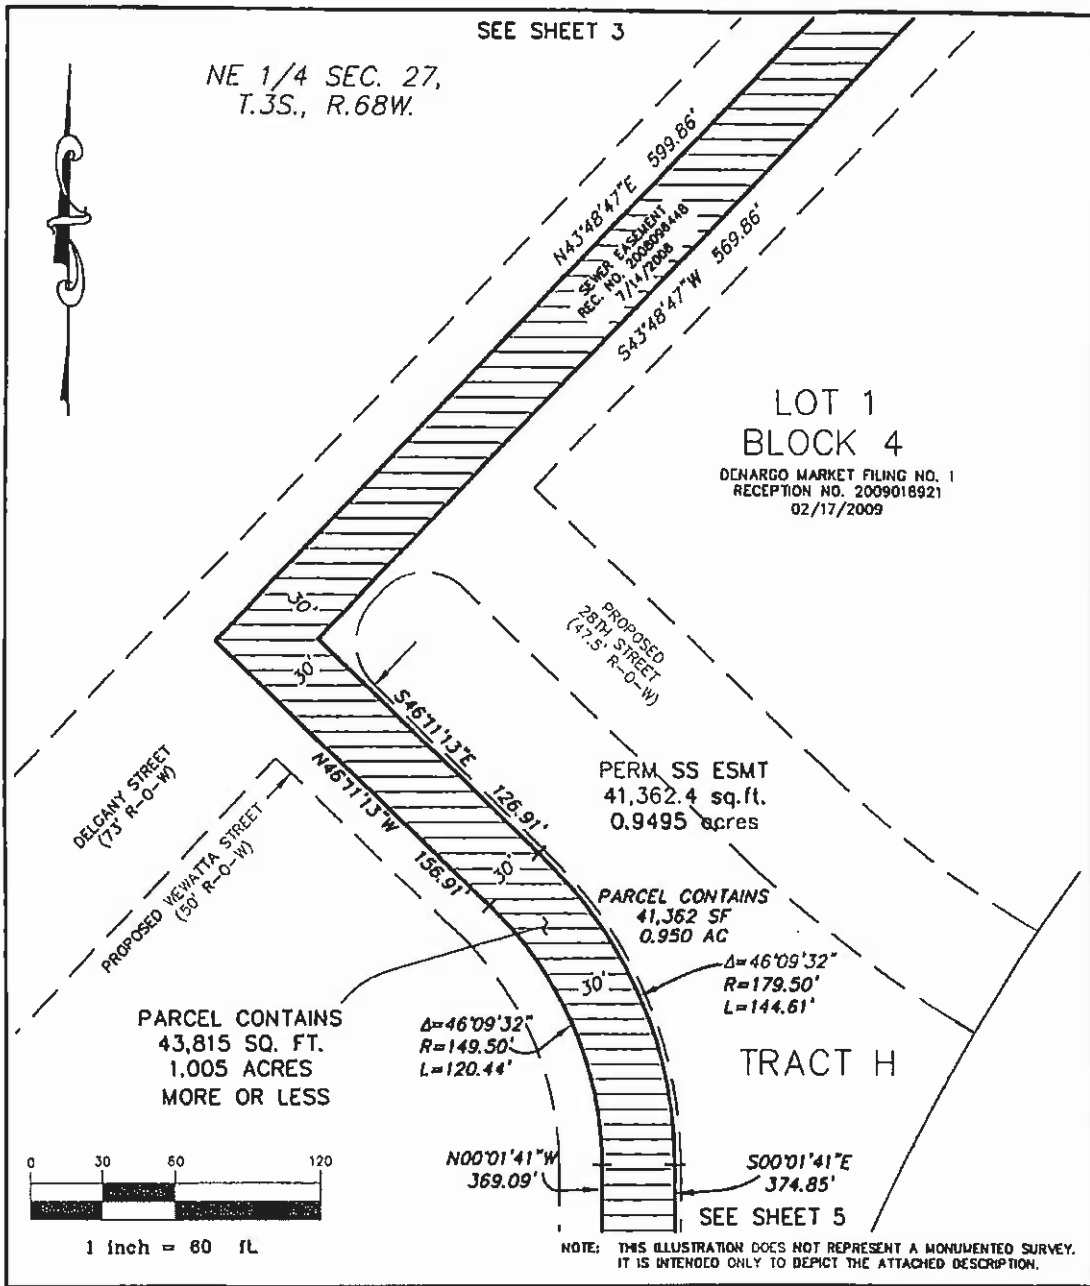 SEE SHEET 3
NE 1/4 SEC. 27,
T.3S., R.68W.
N43°48'47"E 599.86'
SEWER EASEMENT
REC. NO. 2008098448
7/14/2008
S43°48'47"W 569.86'
LOT 1
BLOCK 4
DENARGO MARKET FILING NO. 1
RECEPTION NO. 2009018921
02/17/2009
30'
30'
PROPOSED
28TH STREET
(47.5' R-O-W)
S46°11'13"E 126.91'
N46°11'13"W 156.91'
DELGANY STREET
(73' R-O-W)
PROPOSED WEWATTA STREET
(50' R-O-W)
PERM SS ESMT
41,362.4 sq.ft.
0.9495 acres
30'
PARCEL CONTAINS
41,362 SF
0.950 AC
Δ=46°09'32"
R=179.50'
L=144.61'
30'
PARCEL CONTAINS
43,815 SQ. FT.
1.005 ACRES
MORE OR LESS
Δ=46°09'32"
R=149.50'
L=120.44'
TRACT H
N00°01'41"W
369.09'
S00°01'41"E
374.85'
SEE SHEET 5
0 30 60 120
1 inch = 60 ft.
NOTE: THIS ILLUSTRATION DOES NOT REPRESENT A MONUMENTED SURVEY.
IT IS INTENDED ONLY TO DEPICT THE ATTACHED DESCRIPTION.